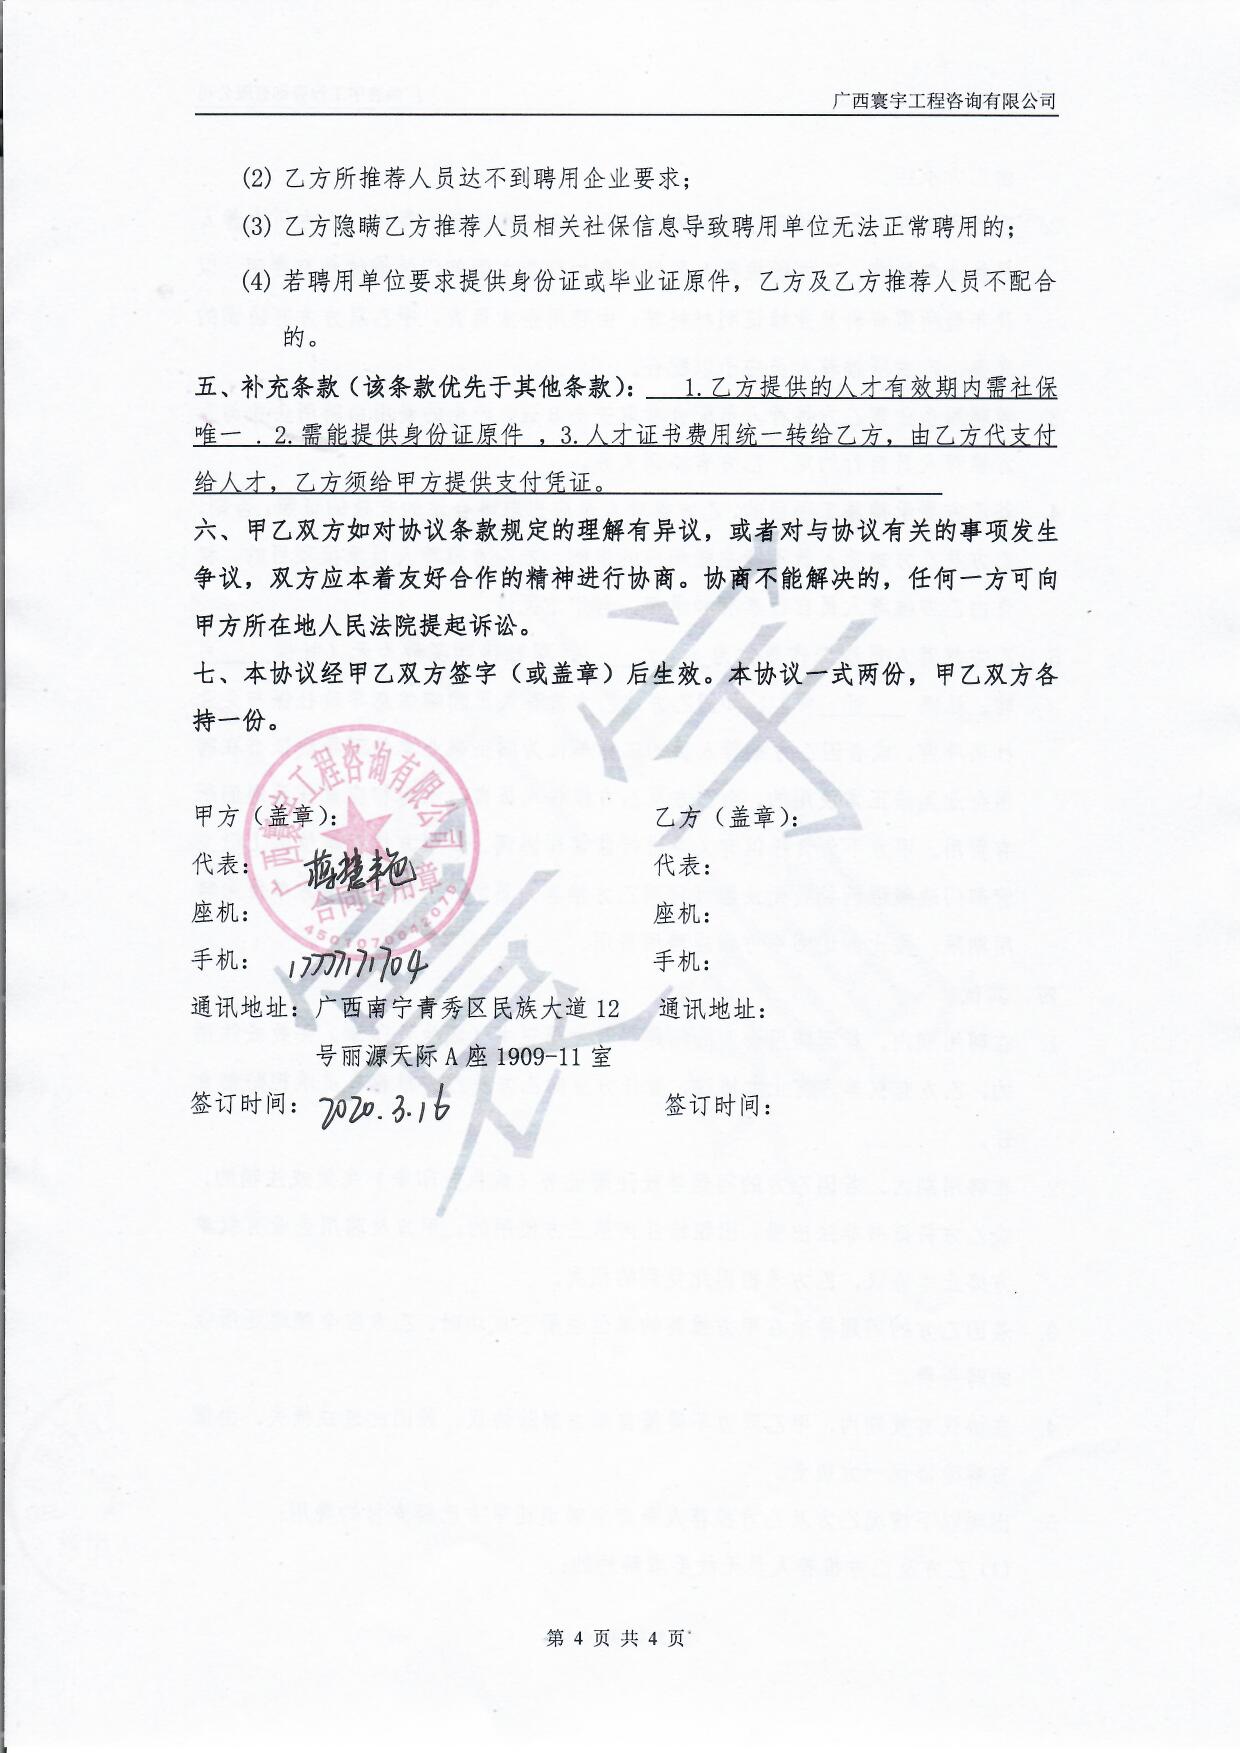 广西寰宇工程咨询有限公司
(2) 乙方所推荐人员达不到聘用企业要求；
(3) 乙方隐瞒乙方推荐人员相关社保信息导致聘用单位无法正常聘用的；
(4) 若聘用单位要求提供身份证或毕业证原件，乙方及乙方推荐人员不配合
的。
五、补充条款（该条款优先于其他条款）： 1.乙方提供的人才有效期内需社保
唯一 . 2.需能提供身份证原件 , 3.人才证书费用统一转给乙方，由乙方代支付
给人才，乙方须给甲方提供支付凭证。
六、甲乙双方如对协议条款规定的理解有异议，或者对与协议有关的事项发生
争议，双方应本着友好合作的精神进行协商。协商不能解决的，任何一方可向
甲方所在地人民法院提起诉讼。
七、本协议经甲乙双方签字（或盖章）后生效。本协议一式两份，甲乙双方各
持一份。
甲方（盖章）： 乙方（盖章）：
广西寰宇工程咨询有限公司
合同专用章
4501070042070
代表： 代表：
座机： 座机：
手机： 17777171704 手机：
通讯地址：广西南宁青秀区民族大道 12 通讯地址：
号丽源天际 A 座 1909-11 室
签订时间：2020.3.16 签订时间：
寰宇
第 4 页 共 4 页